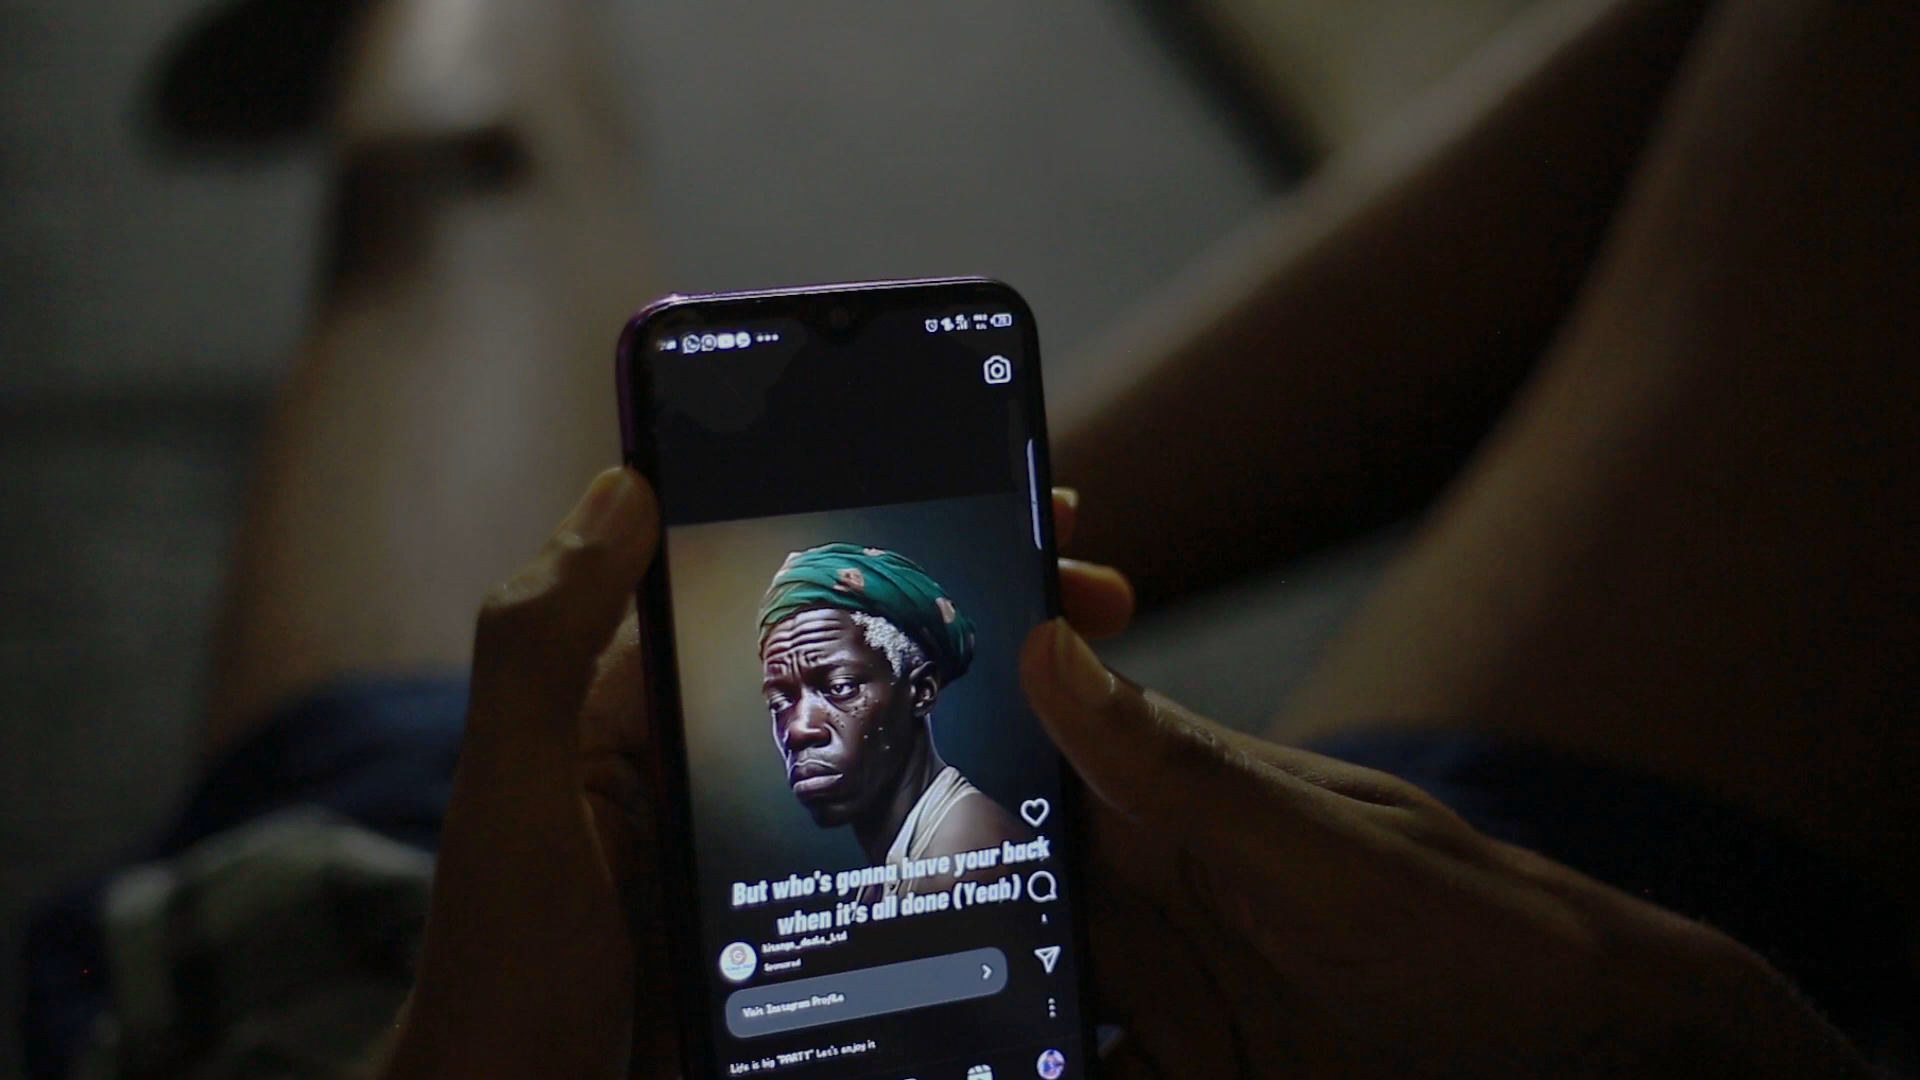 But who's gonna have your back
when it's all done (Yeah)
Sponsored
Visit Instagram Profile
Life is big "PARTY" Let's enjoy it